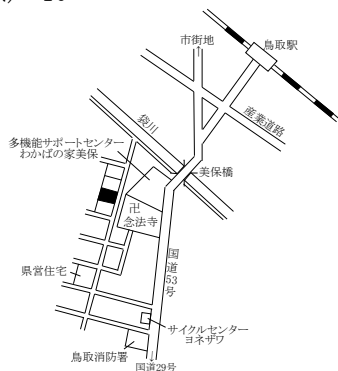 市街地
↑
鳥取駅
袋川
産業道路
多機能サポートセンター
わかばの家美保
美保橋
卍
念法寺
国道53号
県営住宅
サイクルセンター
ヨネザワ
鳥取消防署
↓
国道29号